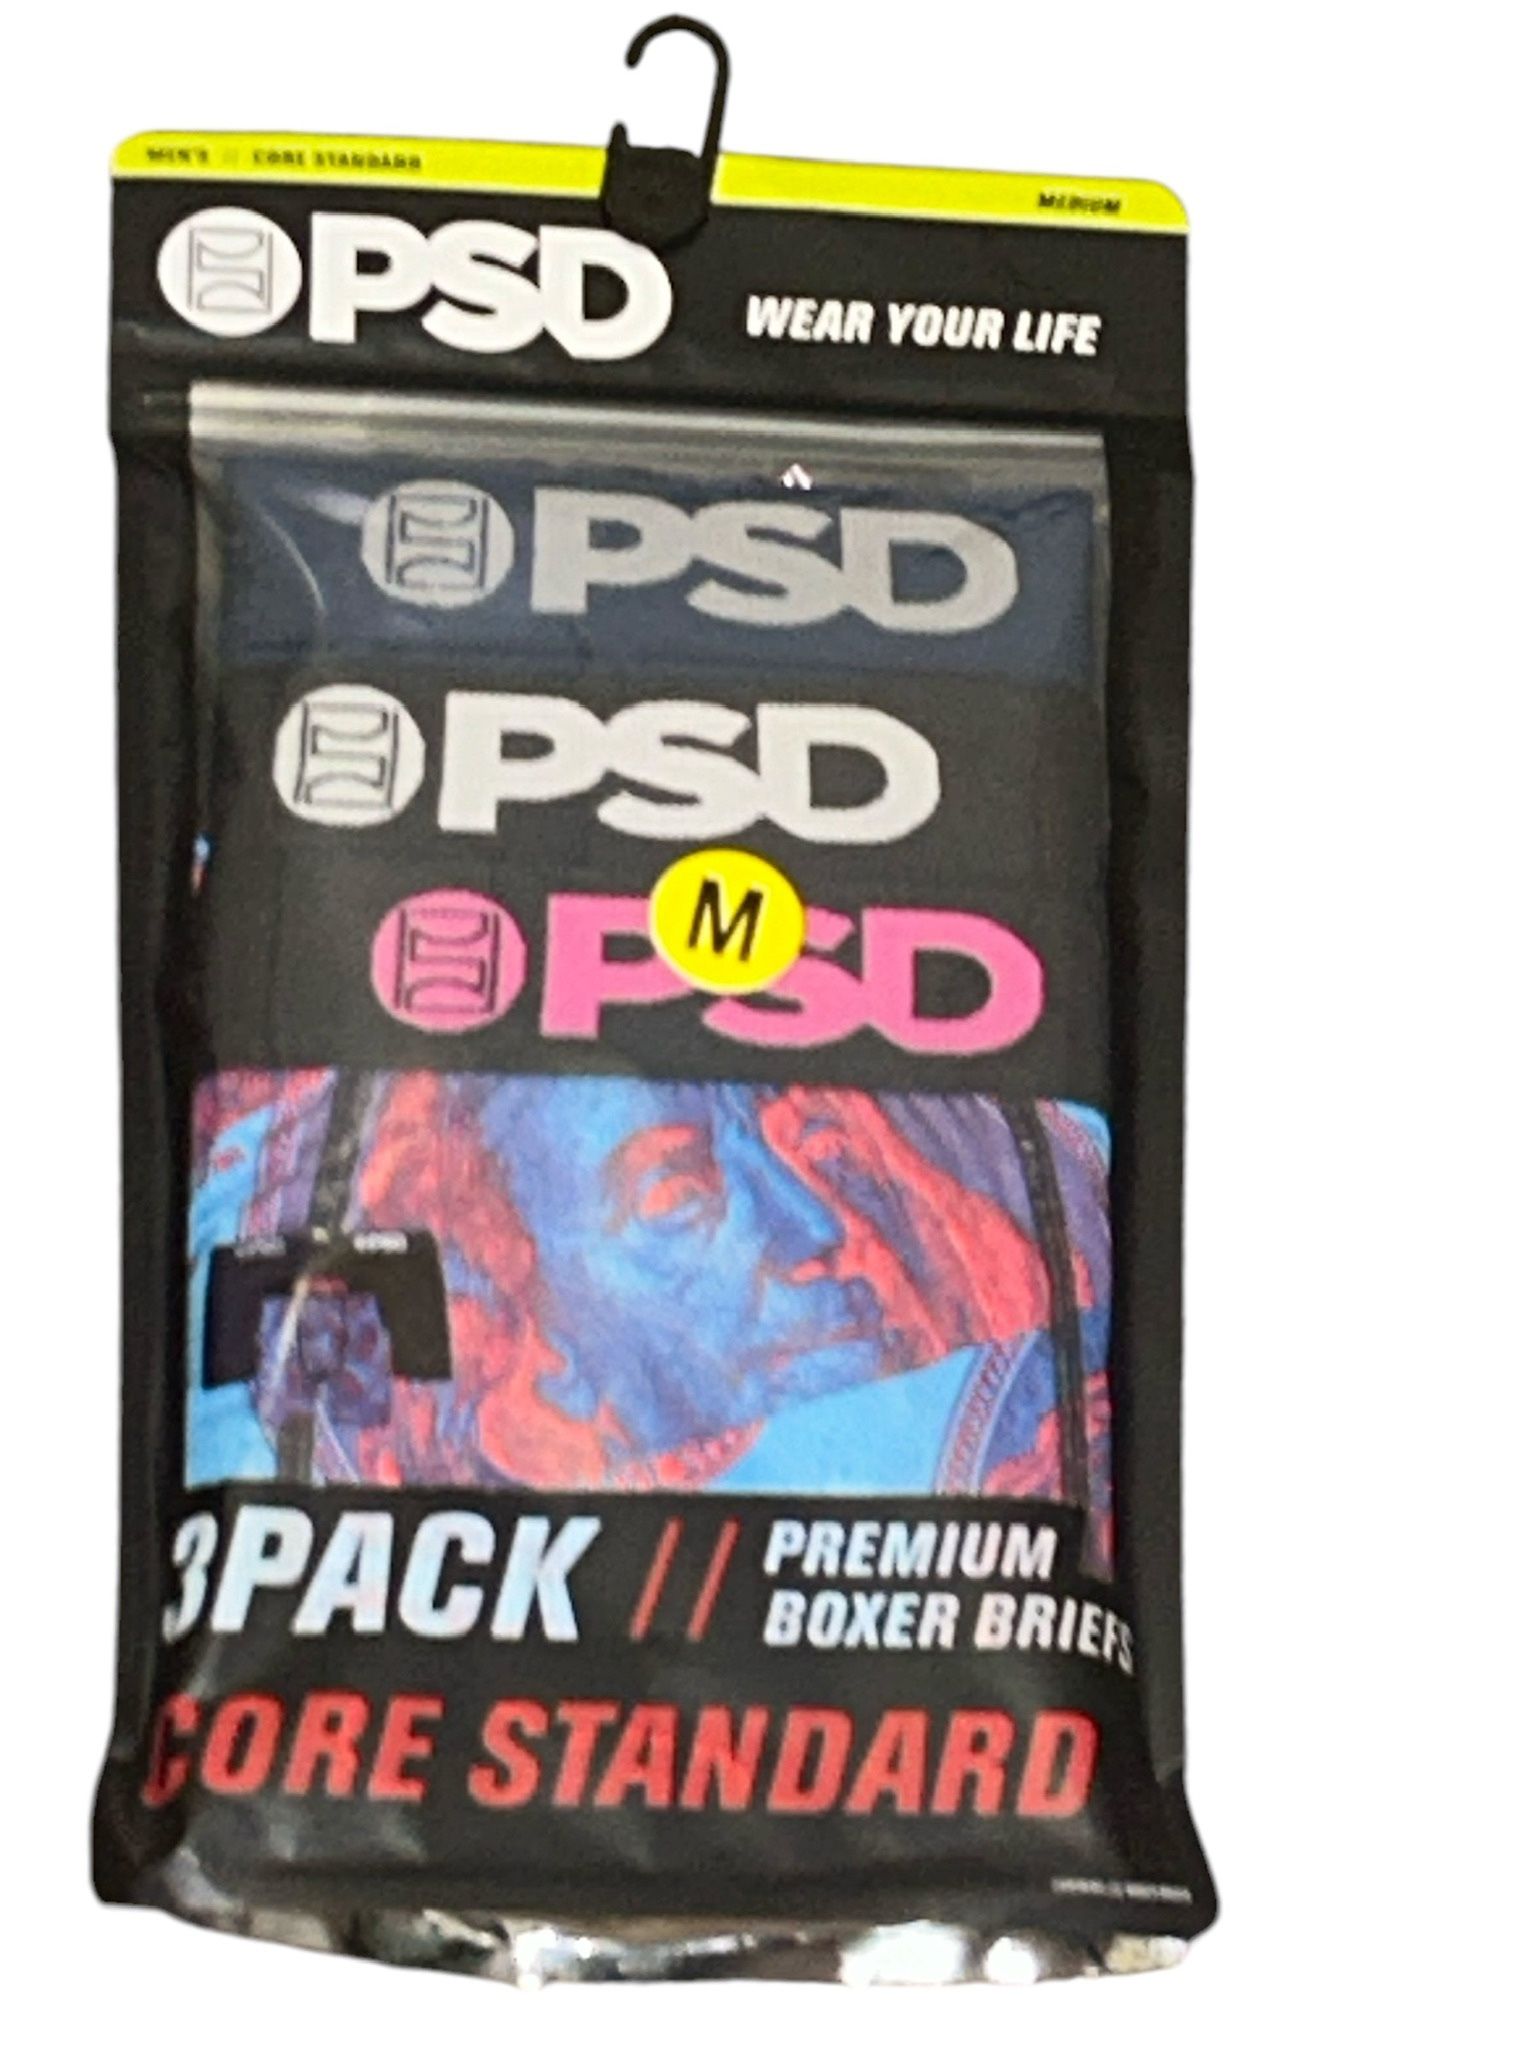 MEN'S // CORE STANDARD
MEDIUM
PSD
WEAR YOUR LIFE
PSD
PSD
PSD
M
3PACK // PREMIUM
BOXER BRIEFS
CORE STANDARD